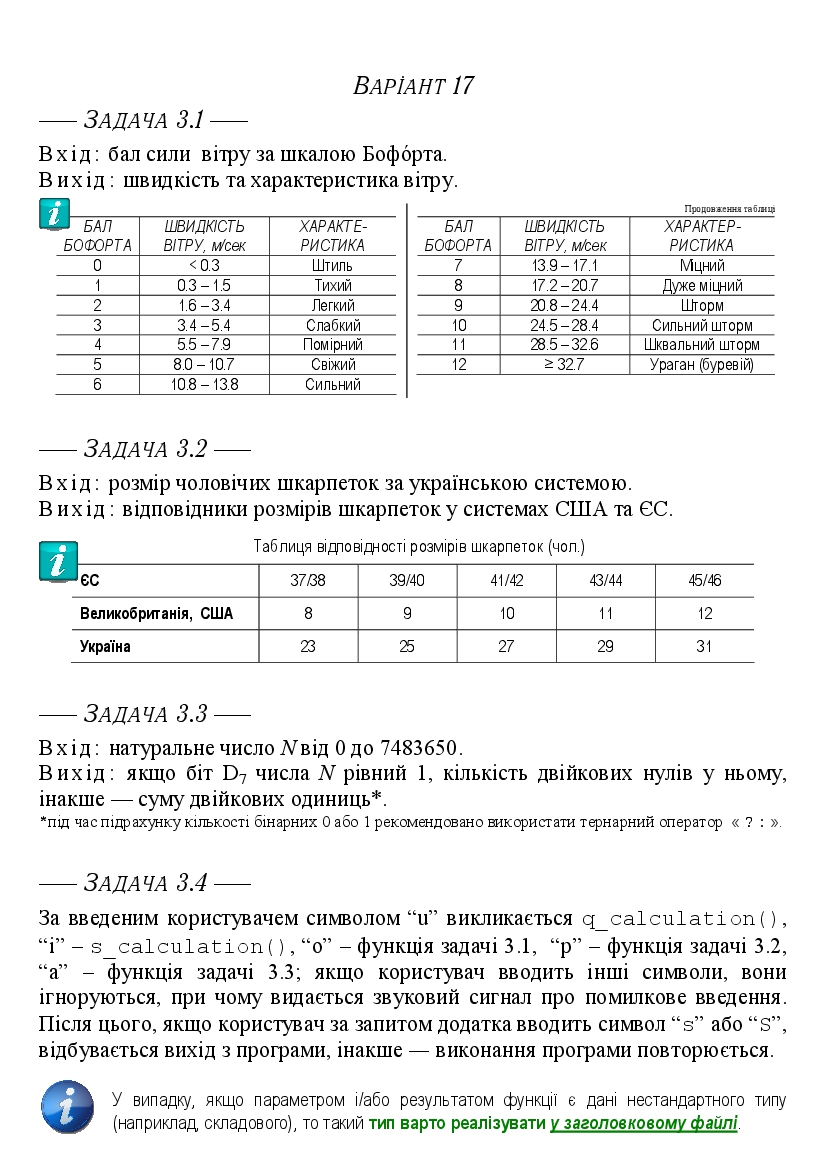 ВАРІАНТ 17
ЗАДАЧА 3.1
Вхід: бал сили вітру за шкалою Бофо́рта.
Вихід: швидкість та характеристика вітру.
БАЛ БОФОРТА ШВИДКІСТЬ ВІТРУ, м/сек ХАРАКТЕ-РИСТИКА
0 < 0.3 Штиль
1 0.3 – 1.5 Тихий
2 1.6 – 3.4 Легкий
3 3.4 – 5.4 Слабкий
4 5.5 – 7.9 Помірний
5 8.0 – 10.7 Свіжий
6 10.8 – 13.8 Сильний
Продовження таблиці
БАЛ БОФОРТА ШВИДКІСТЬ ВІТРУ, м/сек ХАРАКТЕР-РИСТИКА
7 13.9 – 17.1 Міцний
8 17.2 – 20.7 Дуже міцний
9 20.8 – 24.4 Шторм
10 24.5 – 28.4 Сильний шторм
11 28.5 – 32.6 Шквальний шторм
12 ≥ 32.7 Ураган (буревій)
ЗАДАЧА 3.2
Вхід: розмір чоловічих шкарпеток за українською системою.
Вихід: відповідники розмірів шкарпеток у системах США та ЄС.
Таблиця відповідності розмірів шкарпеток (чол.)
ЄС 37/38 39/40 41/42 43/44 45/46
Великобританія, США 8 9 10 11 12
Україна 23 25 27 29 31
ЗАДАЧА 3.3
Вхід: натуральне число N від 0 до 7483650.
Вихід: якщо біт D7 числа N рівний 1, кількість двійкових нулів у ньому,
інакше — суму двійкових одиниць*.
*під час підрахунку кількості бінарних 0 або 1 рекомендовано використати тернарний оператор « ? : ».
ЗАДАЧА 3.4
За введеним користувачем символом “u” викликається q_calculation(),
“i” – s_calculation(), “o” – функція задачі 3.1, “p” – функція задачі 3.2,
“a” – функція задачі 3.3; якщо користувач вводить інші символи, вони
ігноруються, при чому видається звуковий сигнал про помилкове введення.
Після цього, якщо користувач за запитом додатка вводить символ “s” або “S”,
відбувається вихід з програми, інакше — виконання програми повторюється.
У випадку, якщо параметром і/або результатом функції є дані нестандартного типу
(наприклад, складового), то такий тип варто реалізувати у заголовковому файлі.